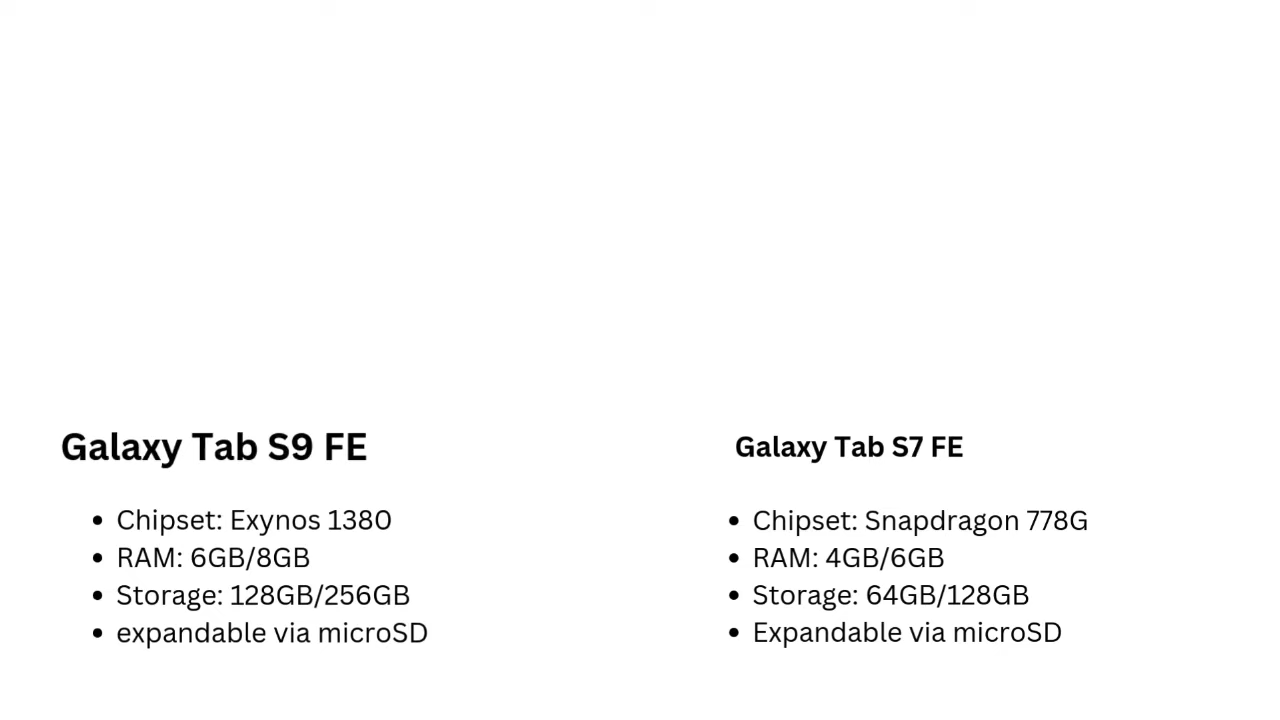 Galaxy Tab S9 FE
• Chipset: Exynos 1380
• RAM: 6GB/8GB
• Storage: 128GB/256GB
• expandable via microSD
Galaxy Tab S7 FE
• Chipset: Snapdragon 778G
• RAM: 4GB/6GB
• Storage: 64GB/128GB
• Expandable via microSD